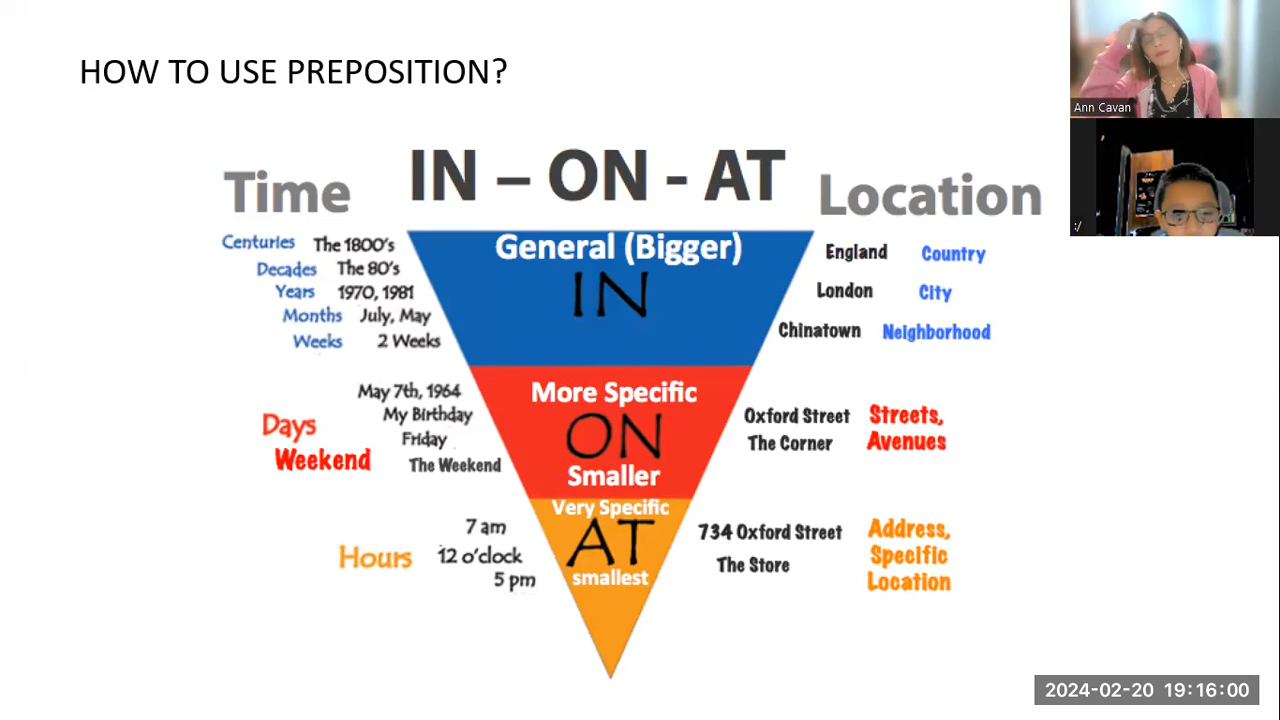 HOW TO USE PREPOSITION?
Ann Cavan
:/
IN – ON - AT
Time
Location
General (Bigger)
IN
Centuries The 1800's
Decades The 80's
Years 1970, 1981
Months July, May
Weeks 2 Weeks
England Country
London City
Chinatown Neighborhood
More Specific
ON
Smaller
Days
Weekend
May 7th, 1964
My Birthday
Friday
The Weekend
Oxford Street
The Corner
Streets,
Avenues
Very Specific
AT
smallest
Hours
7 am
12 o'clock
5 pm
734 Oxford Street
The Store
Address,
Specific
Location
2024-02-20 19:16:00